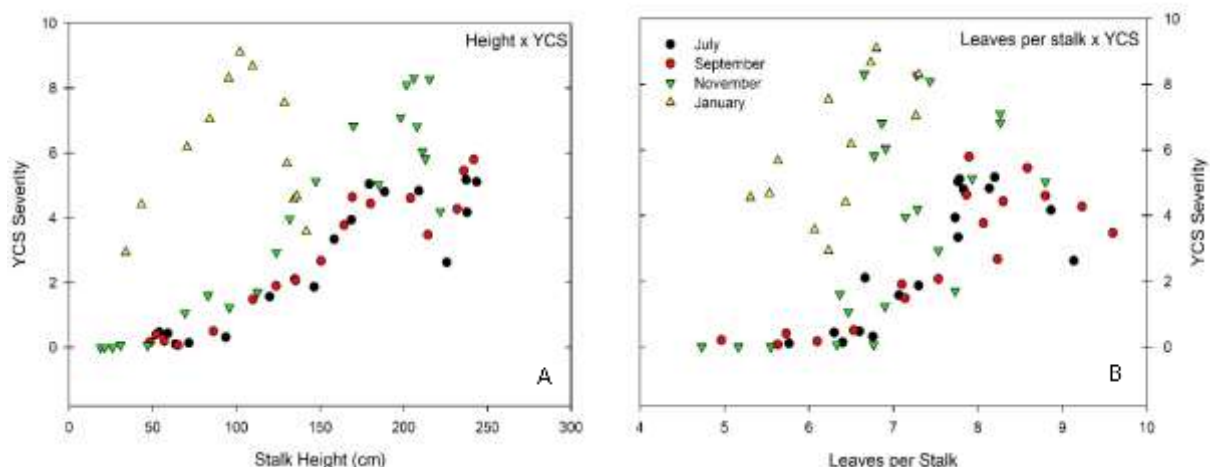 Height x YCS
10
8
6
4
2
0
YCS Severity
0
50
100
150
200
250
300
Stalk Height (cm)
A
Leaves per stalk x YCS
July
September
November
January
10
8
6
4
2
0
YCS Severity
4
5
6
7
8
9
10
Leaves per Stalk
B